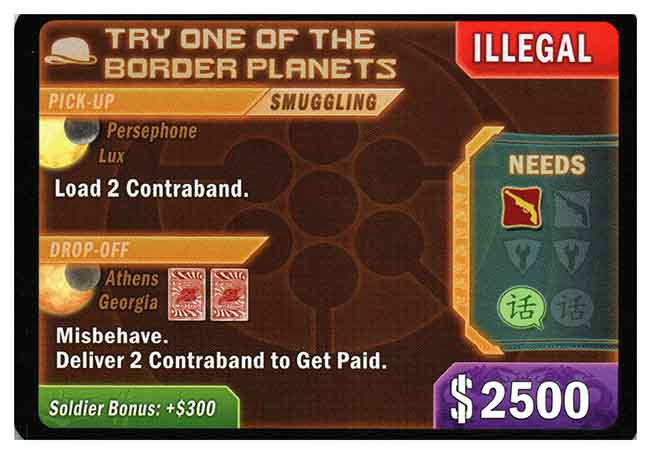 TRY ONE OF THE
BORDER PLANETS
ILLEGAL
PICK-UP
SMUGGLING
Persephone
Lux
Load 2 Contraband.
NEEDS
话 话
DROP-OFF
Athens
Georgia
Misbehave.
Deliver 2 Contraband to Get Paid.
Soldier Bonus: +$300
$2500